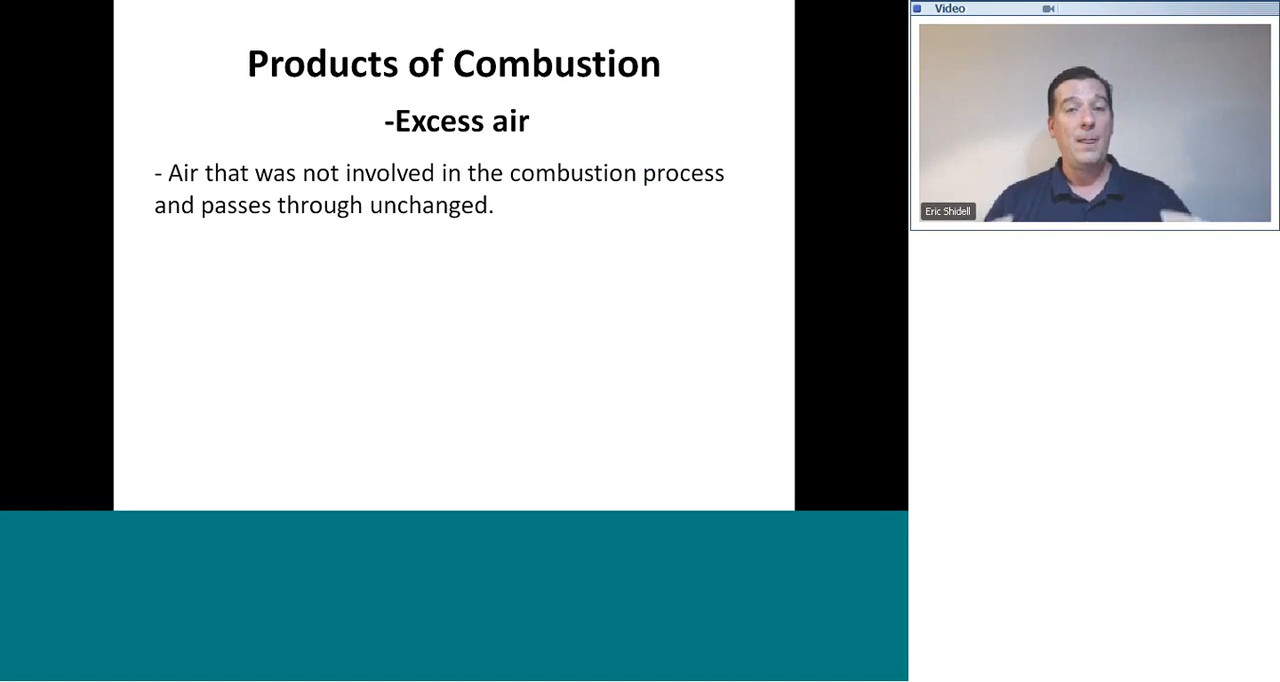 Products of Combustion
-Excess air
- Air that was not involved in the combustion process
and passes through unchanged.
Video
Eric Shidell